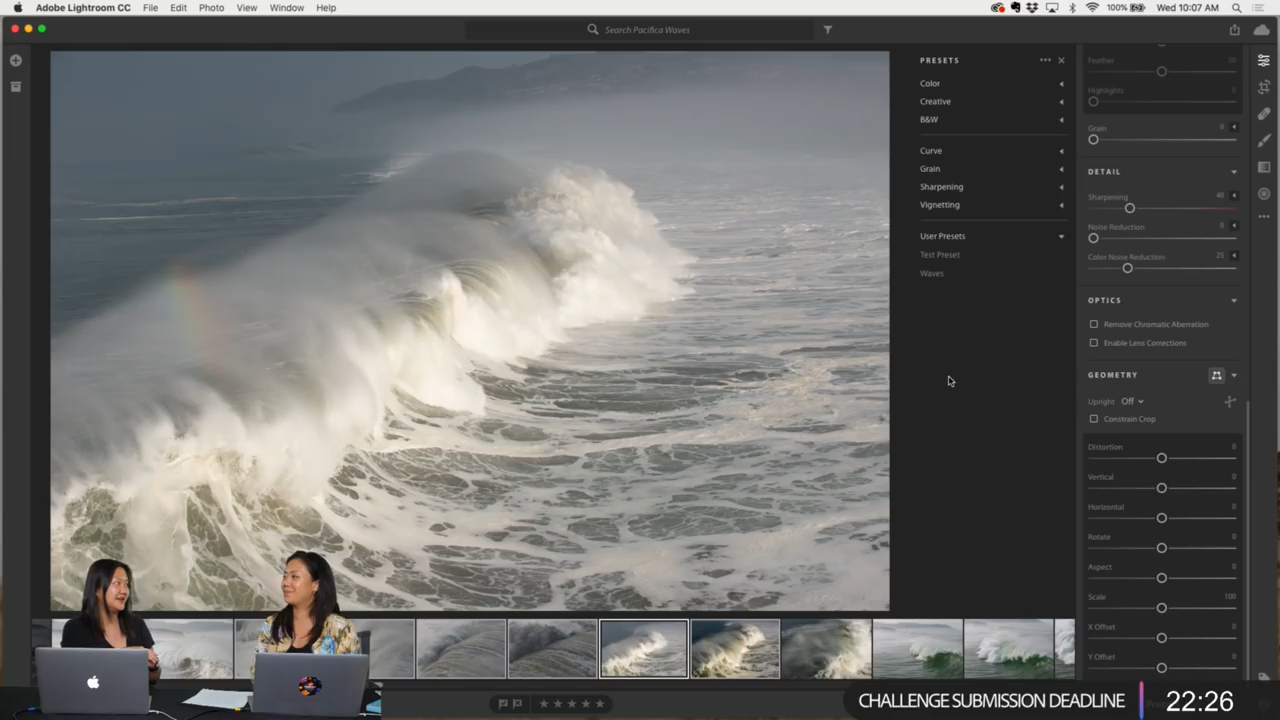 Adobe Lightroom CC File Edit Photo View Window Help
100% Wed 10:07 AM
Search Pacifica Waves
PRESETS
Color
Creative
B&W
Curve
Grain
Sharpening
Vignetting
User Presets
Test Preset
Waves
Feather 50
Highlights 0
Grain 0
DETAIL
Sharpening 40
Noise Reduction 0
Color Noise Reduction 25
OPTICS
Remove Chromatic Aberration
Enable Lens Corrections
GEOMETRY
Upright Off
Constrain Crop
Distortion 0
Vertical 0
Horizontal 0
Rotate 0
Aspect 0
Scale 100
X Offset 0
Y Offset 0
CHALLENGE SUBMISSION DEADLINE 22:26